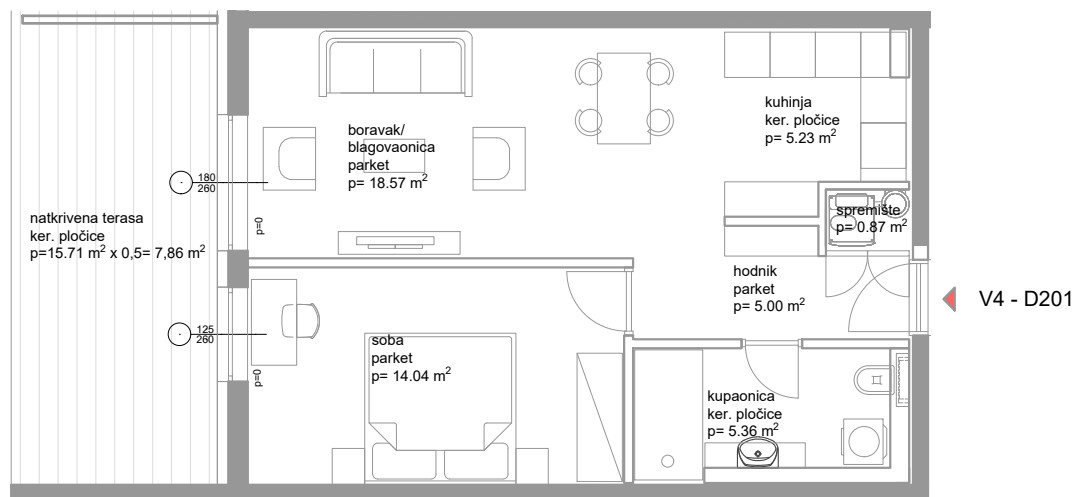 boravak/
blagovaonica
parket
p= 18.57 m²
kuhinja
ker. pločice
p= 5.23 m²
180
260
natkrivena terasa
ker. pločice
p=15.71 m² x 0,5= 7,86 m²
p=0
spremište
p= 0.87 m²
hodnik
parket
p= 5.00 m²
V4 - D201
125
260
soba
parket
p= 14.04 m²
p=0
kupaonica
ker. pločice
p= 5.36 m²